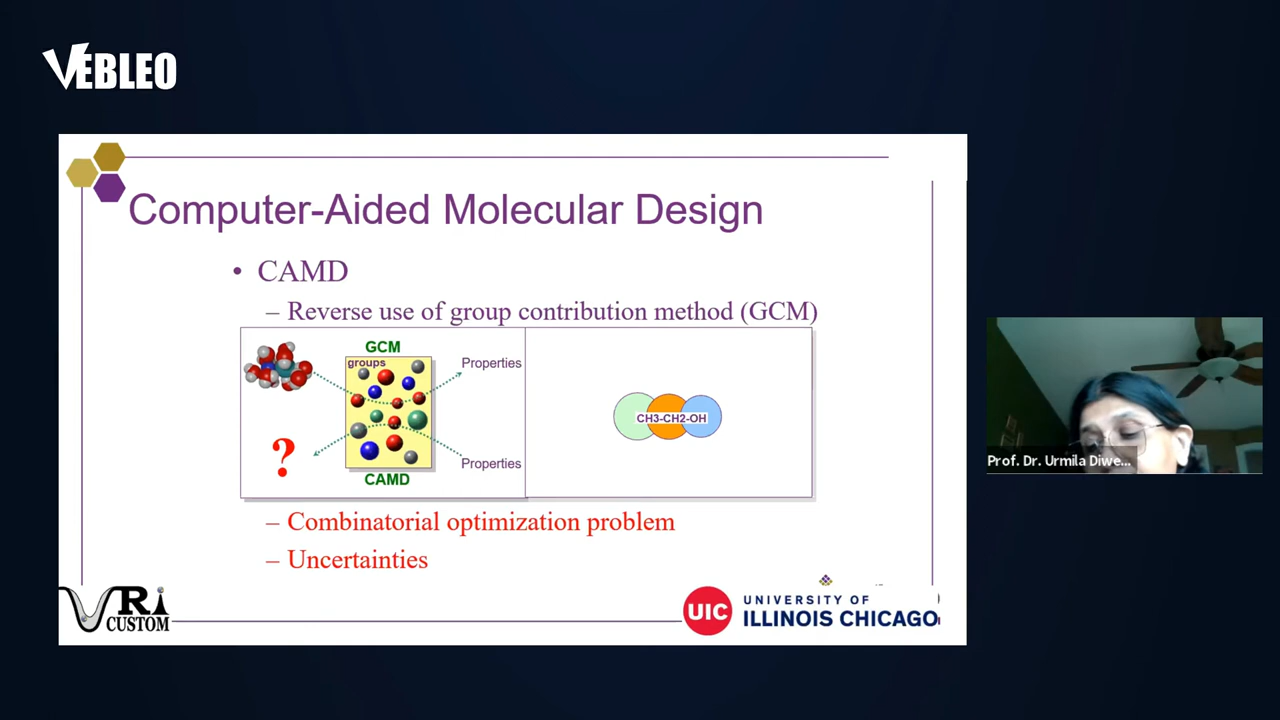 VEBLEO
Computer-Aided Molecular Design
• CAMD
– Reverse use of group contribution method (GCM)
GCM
groups
Properties
?
Properties
CAMD
CH3-CH2-OH
– Combinatorial optimization problem
– Uncertainties
VRi
CUSTOM
UIC
UNIVERSITY OF
ILLINOIS CHICAGO
Prof. Dr. Urmila Diwe...